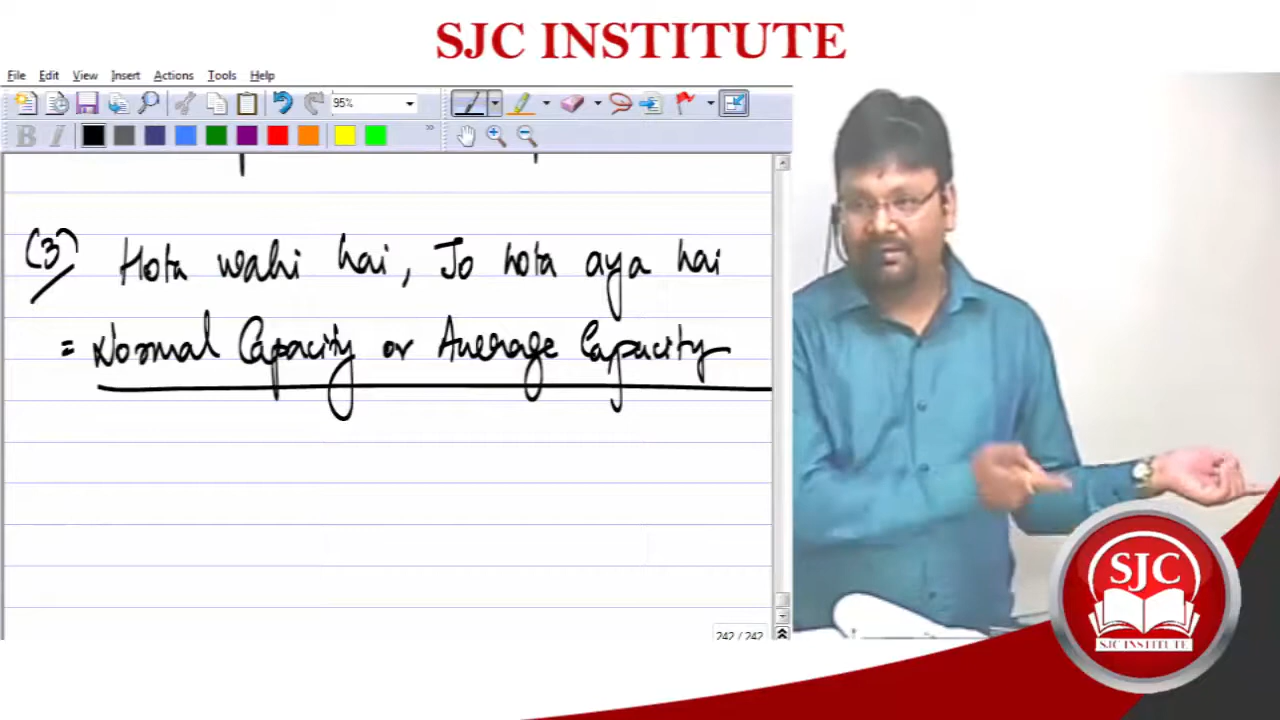 SJC INSTITUTE
File Edit View Insert Actions Tools Help
95%
B I
(3) Hota wahi hai, Jo hota aya hai
= Normal Capacity or Average Capacity
242 / 242
SJC
SJC INSTITUTE